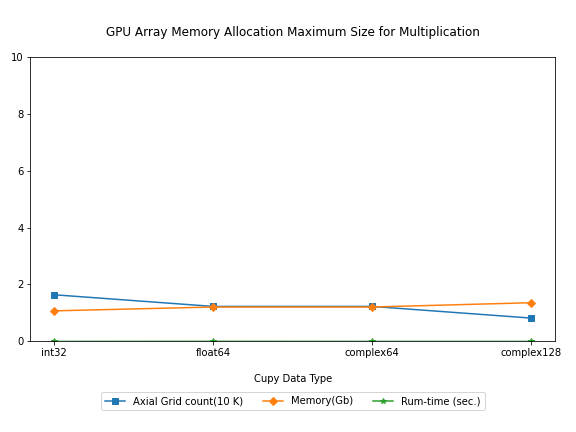 GPU Array Memory Allocation Maximum Size for Multiplication
10
8
6
4
2
0
int32 float64 complex64 complex128
Cupy Data Type
Axial Grid count(10 K) Memory(Gb) Rum-time (sec.)